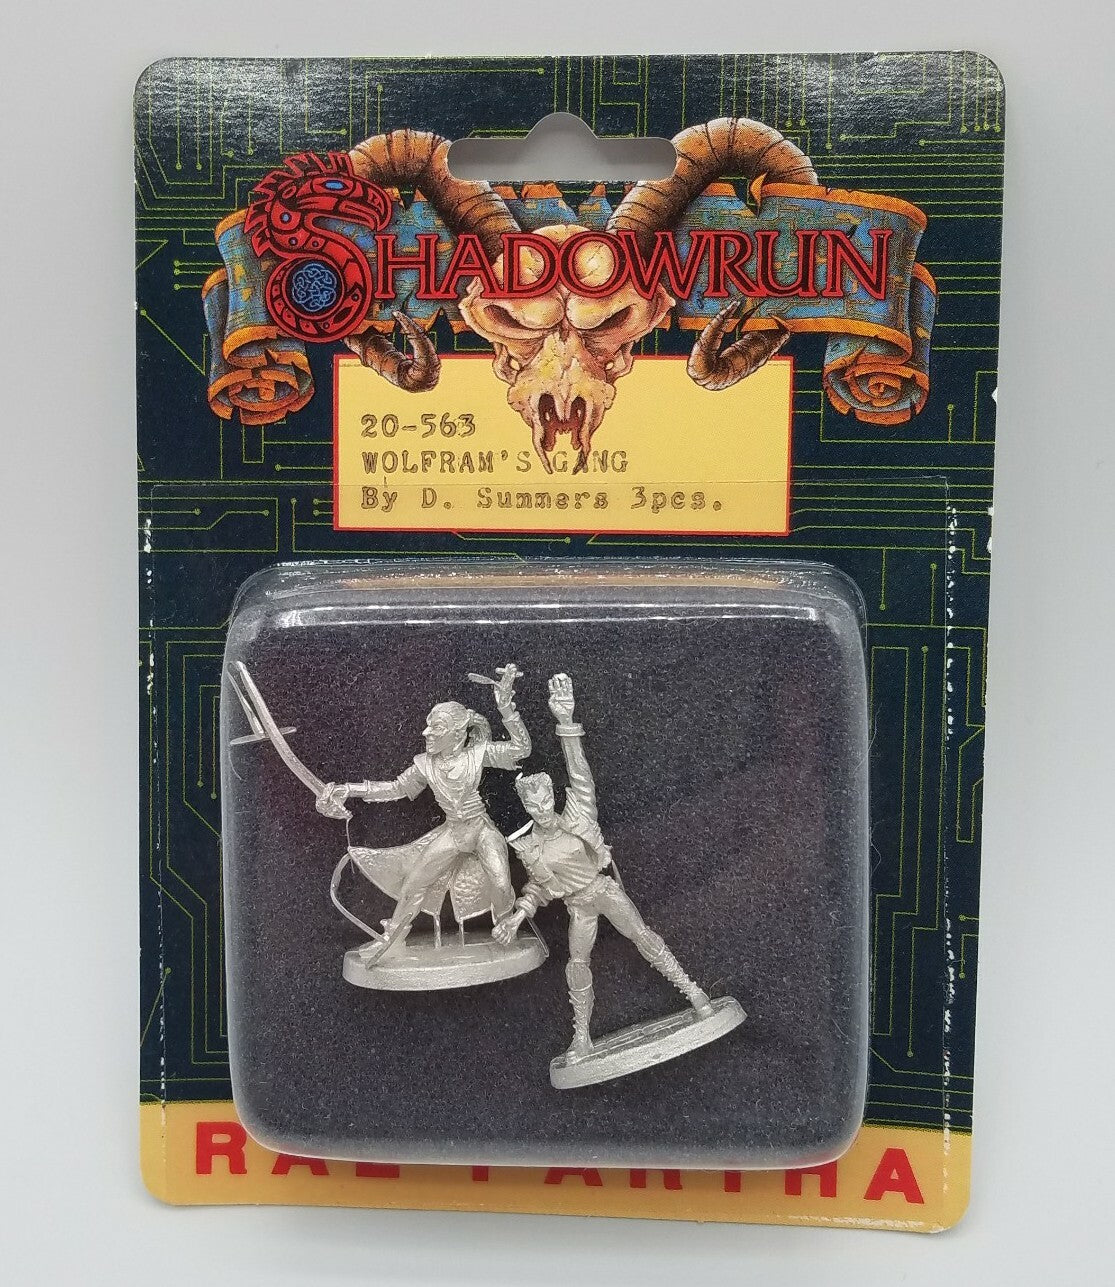 SHADOWRUN
20-563
WOLFRAM'S GANG
By D. Summers 3pcs.
RAL PARTHA